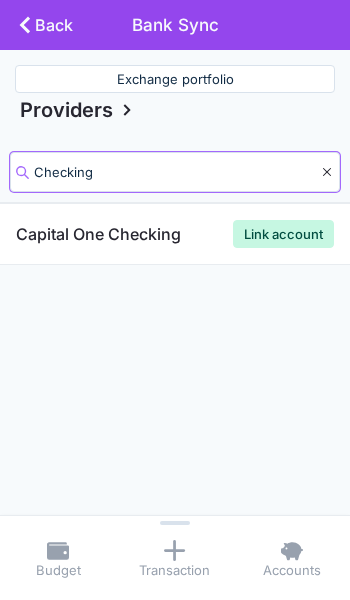 Back
Bank Sync
Exchange portfolio
Providers
Checking
Capital One Checking
Link account
Budget
Transaction
Accounts